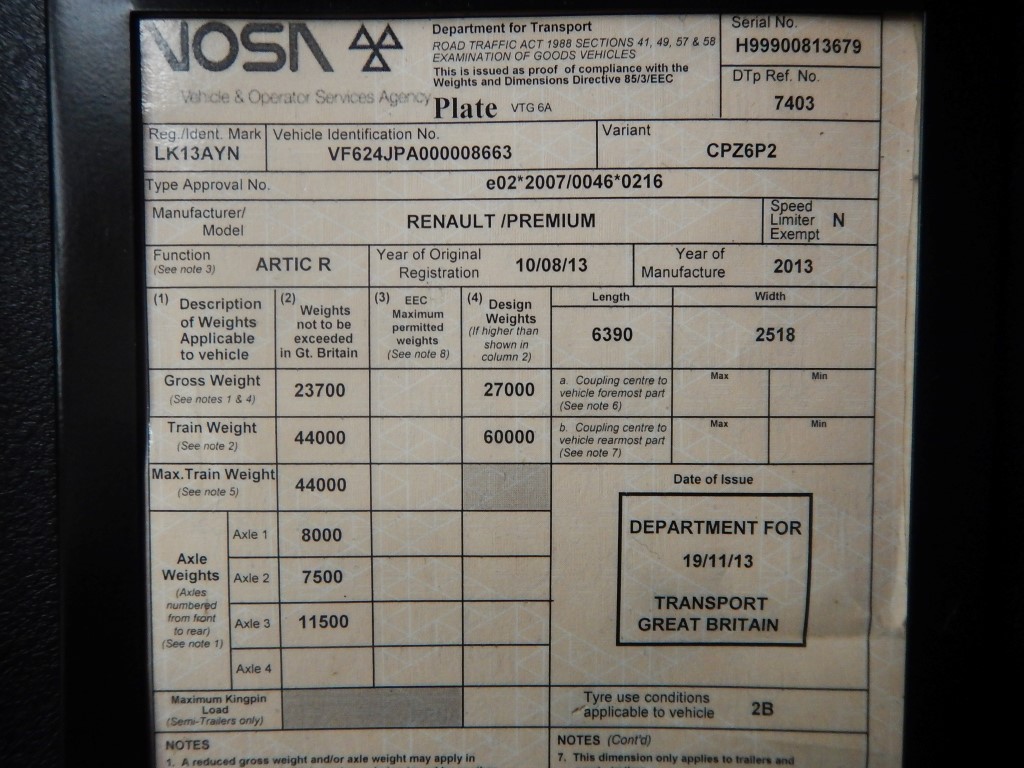 VOSA
Vehicle & Operator Services Agency
Department for Transport
ROAD TRAFFIC ACT 1988 SECTIONS 41, 49, 57 & 58
EXAMINATION OF GOODS VEHICLES
This is issued as proof of compliance with the
Weights and Dimensions Directive 85/3/EEC
Plate VTG 6A
Serial No.
H99900813679
DTp Ref. No.
7403
Reg./Ident. Mark
LK13AYN
Vehicle Identification No.
VF624JPA000008663
Variant
CPZ6P2
Type Approval No. e02*2007/0046*0216
Manufacturer/
Model
RENAULT /PREMIUM
Speed
Limiter
Exempt
N
Function
(See note 3)
ARTIC R
Year of Original
Registration
10/08/13
Year of
Manufacture
2013
(1) Description
of Weights
Applicable
to vehicle
(2) Weights
not to be
exceeded
in Gt. Britain
(3) EEC
Maximum
permitted
weights
(See note 8)
(4) Design
Weights
(If higher than
shown in
column 2)
Length
6390
Width
2518
Gross Weight
(See notes 1 & 4)
23700
27000
a. Coupling centre to
vehicle foremost part
(See note 6)
Max
Min
Train Weight
(See note 2)
44000
60000
b. Coupling centre to
vehicle rearmost part
(See note 7)
Max
Min
Max.Train Weight
(See note 5)
44000
Date of Issue
DEPARTMENT FOR
19/11/13
TRANSPORT
GREAT BRITAIN
Axle
Weights
(Axles
numbered
from front
to rear)
(See note 1)
Axle 1 8000
Axle 2 7500
Axle 3 11500
Axle 4
Maximum Kingpin
Load
(Semi-Trailers only)
Tyre use conditions
applicable to vehicle
2B
NOTES
1. A reduced gross weight and/or axle weight may apply in
NOTES (Cont'd)
7. This dimension only applies to trailers and